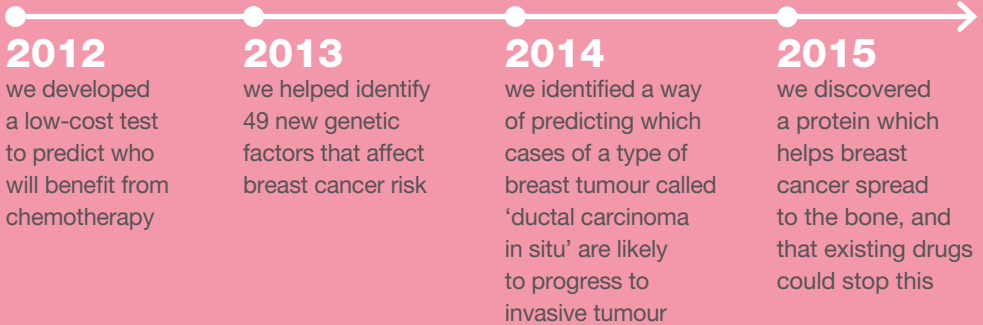 2012
we developed
a low-cost test
to predict who
will benefit from
chemotherapy
2013
we helped identify
49 new genetic
factors that affect
breast cancer risk
2014
we identified a way
of predicting which
cases of a type of
breast tumour called
‘ductal carcinoma
in situ’ are likely
to progress to
invasive tumour
2015
we discovered
a protein which
helps breast
cancer spread
to the bone, and
that existing drugs
could stop this